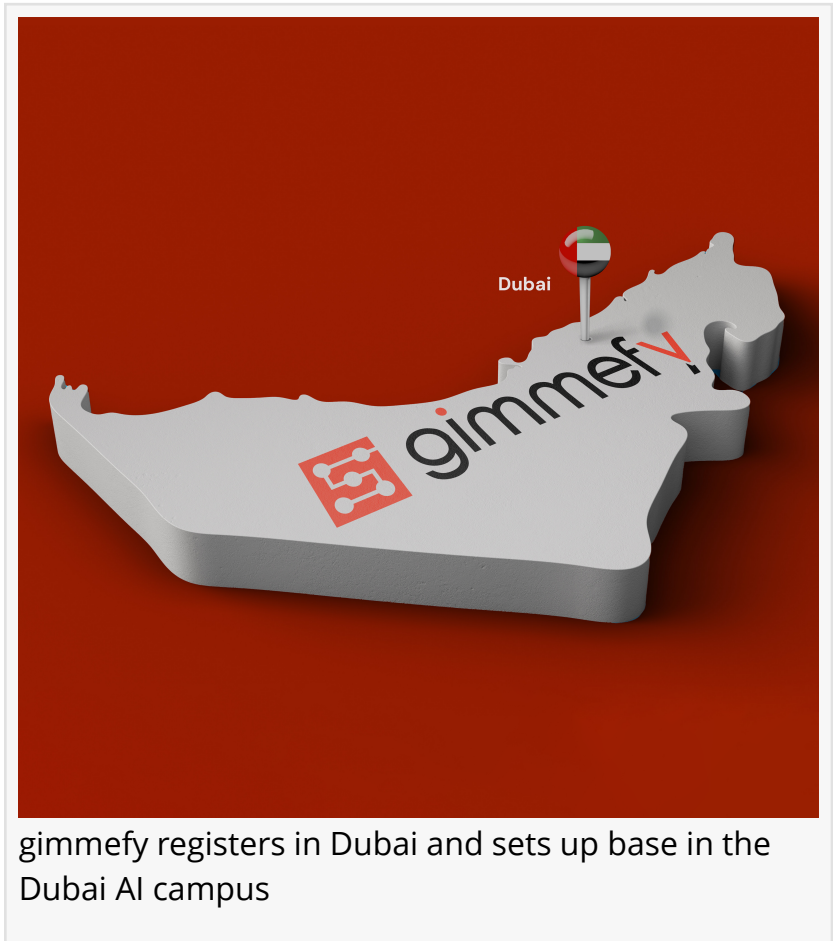 Dubai
gimmefy
gimmefy registers in Dubai and sets up base in the
Dubai AI campus